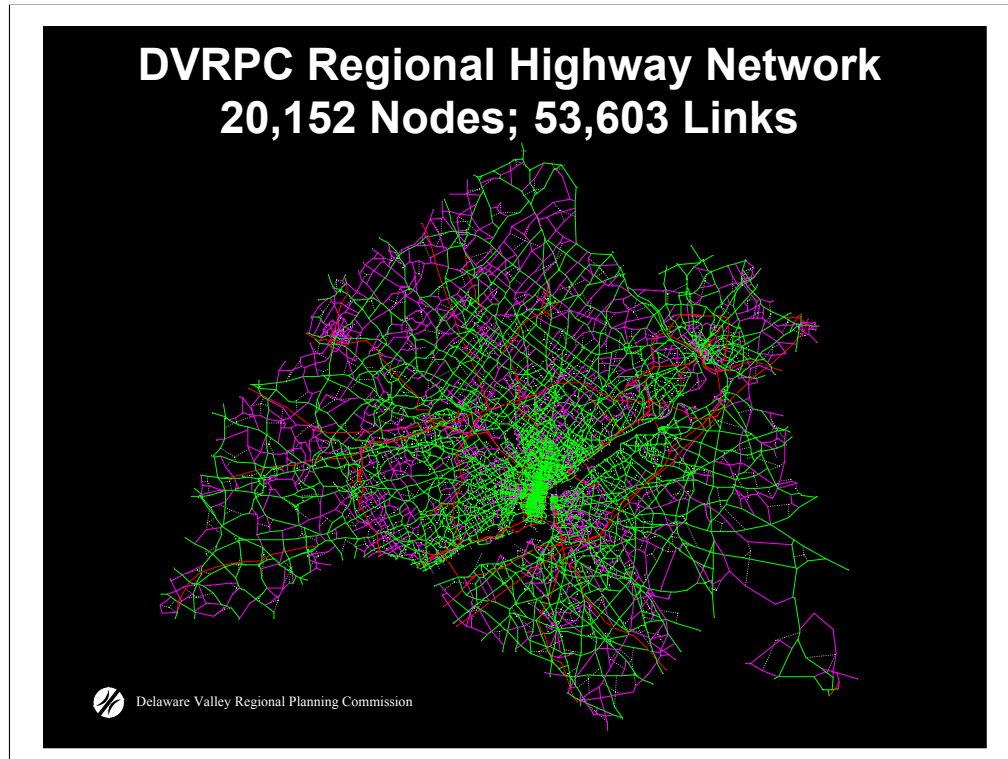 DVRPC Regional Highway Network
20,152 Nodes; 53,603 Links
Delaware Valley Regional Planning Commission